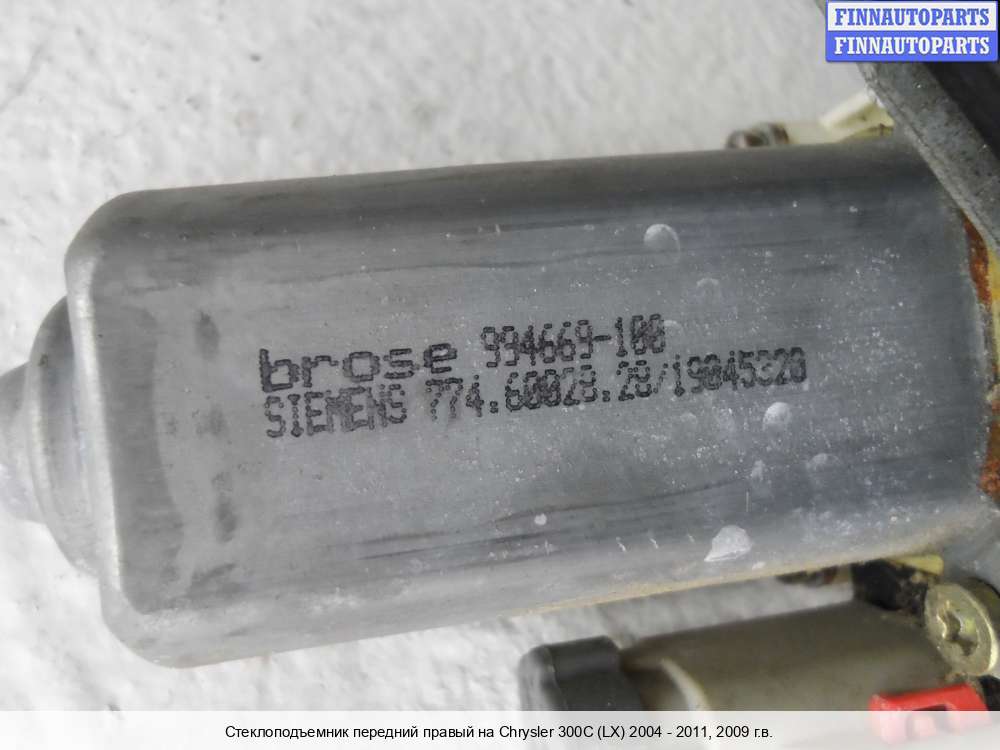 FINNAUTOPARTS
FINNAUTOPARTS
brose 994669-100
SIEMENS 774.60028.28/19045320
Стеклоподъемник передний правый на Chrysler 300C (LX) 2004 - 2011, 2009 г.в.